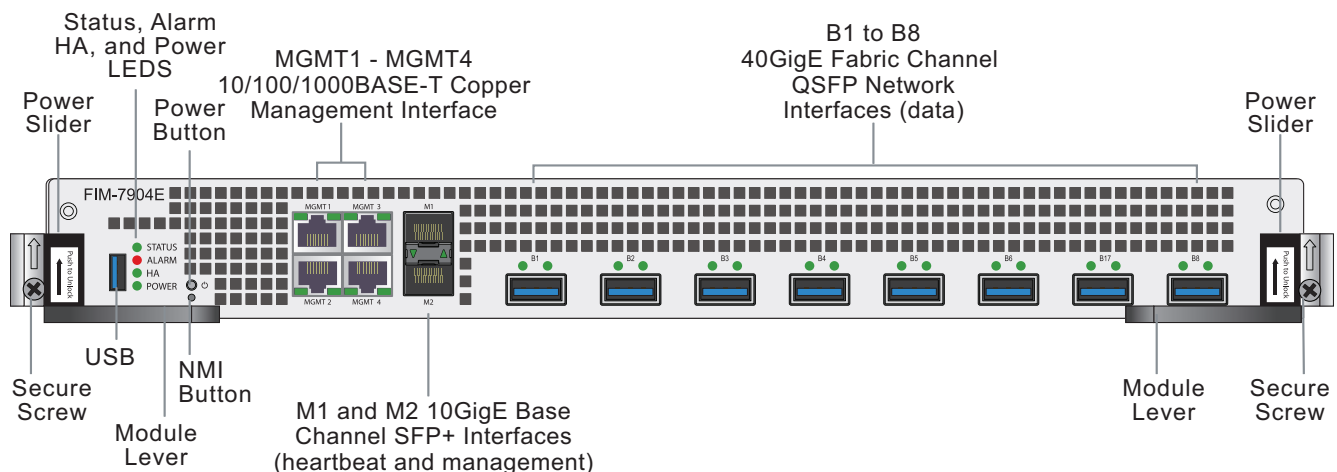 Status, Alarm
HA, and Power
LEDS
MGMT1 - MGMT4
10/100/1000BASE-T Copper
Management Interface
B1 to B8
40GigE Fabric Channel
QSFP Network
Interfaces (data)
Power
Slider
Power
Button
Power
Slider
FIM-7904E
MGMT 1
MGMT 3
M1
STATUS
ALARM
HA
POWER
Push to Unlock
B1
B2
B3
B4
B5
B6
B17
B8
Push to Unlock
MGMT 2
MGMT 4
M2
USB
NMI
Button
Secure
Screw
Module
Lever
M1 and M2 10GigE Base
Channel SFP+ Interfaces
(heartbeat and management)
Module
Lever
Secure
Screw